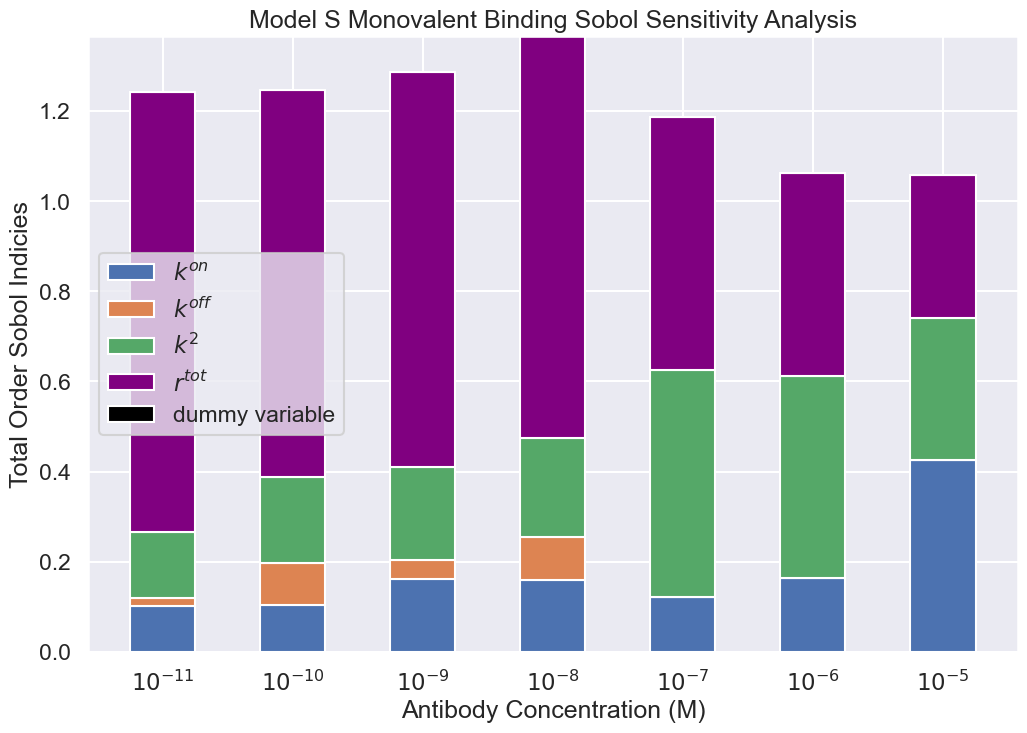 Model S Monovalent Binding Sobol Sensitivity Analysis
Total Order Sobol Indicies
1.2
1.0
0.8
0.6
0.4
0.2
0.0
k^{on}
k^{off}
k^{2}
r^{tot}
dummy variable
10^{-11} 10^{-10} 10^{-9} 10^{-8} 10^{-7} 10^{-6} 10^{-5}
Antibody Concentration (M)